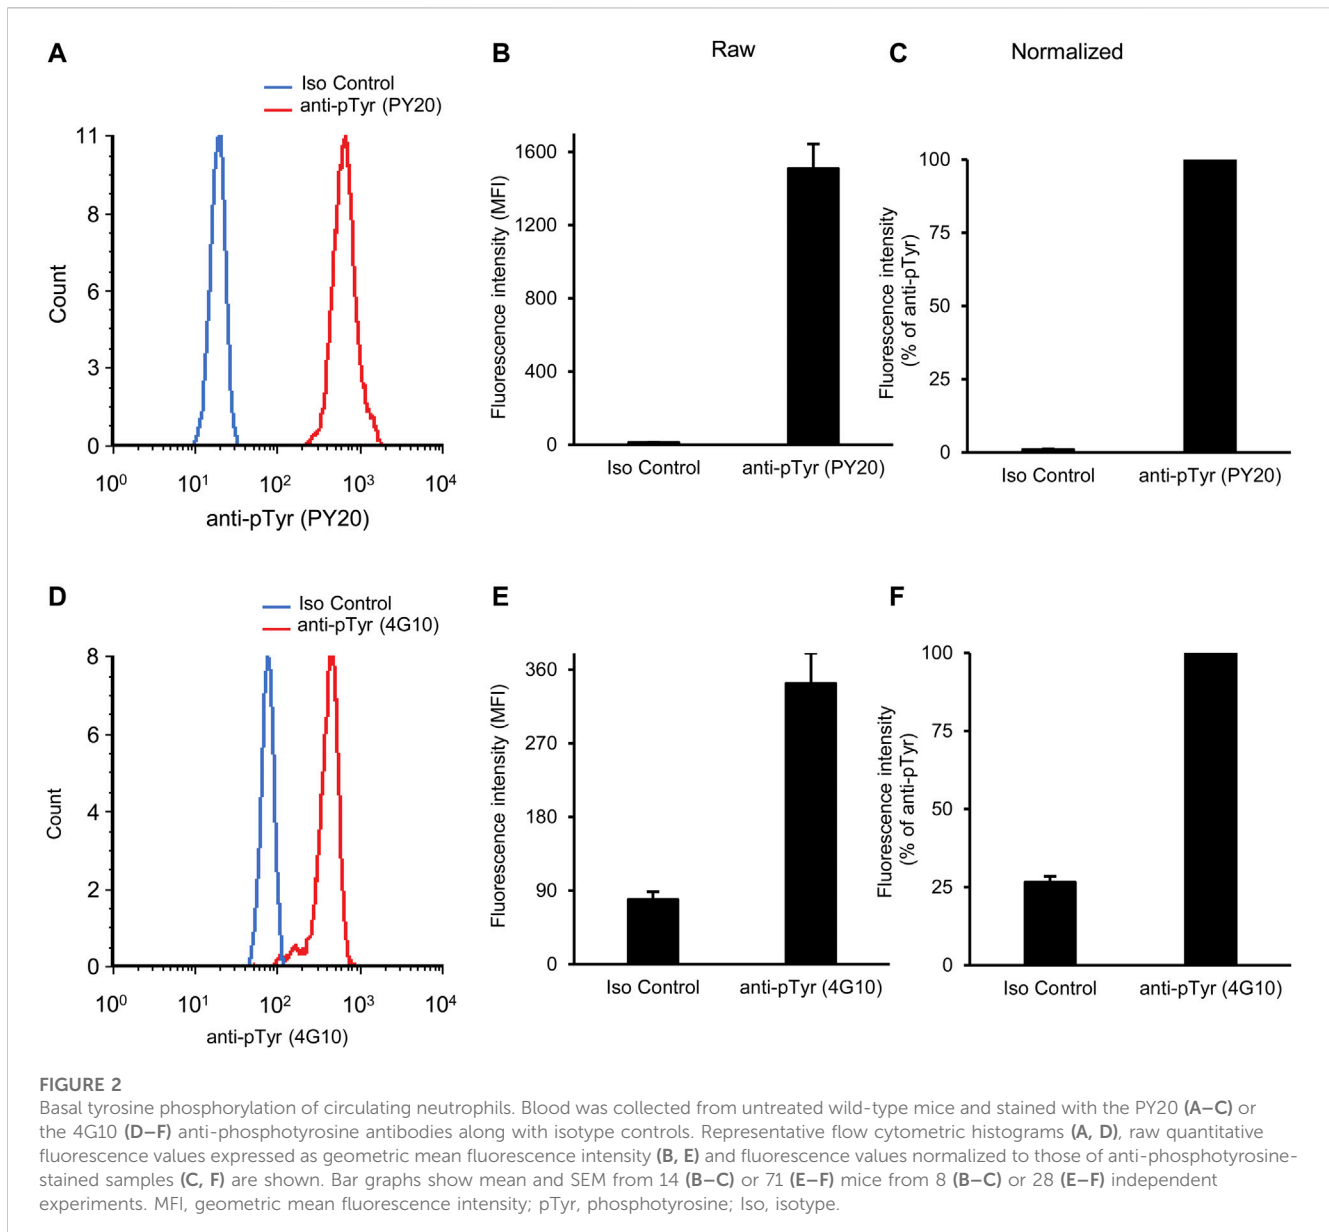 A
Iso Control
anti-pTyr (PY20)
11
8
6
3
0
Count
10⁰ 10¹ 10² 10³ 10⁴
anti-pTyr (PY20)
B
Raw
1600
1200
800
400
0
Fluorescence intensity (MFI)
Iso Control anti-pTyr (PY20)
C
Normalized
100
75
50
25
0
Fluorescence intensity
(% of anti-pTyr)
Iso Control anti-pTyr (PY20)
D
Iso Control
anti-pTyr (4G10)
8
6
4
2
0
Count
10⁰ 10¹ 10² 10³ 10⁴
anti-pTyr (4G10)
E
360
270
180
90
0
Fluorescence intensity (MFI)
Iso Control anti-pTyr (4G10)
F
100
75
50
25
0
Fluorescence intensity
(% of anti-pTyr)
Iso Control anti-pTyr (4G10)
FIGURE 2
Basal tyrosine phosphorylation of circulating neutrophils. Blood was collected from untreated wild-type mice and stained with the PY20 (A–C) or
the 4G10 (D–F) anti-phosphotyrosine antibodies along with isotype controls. Representative flow cytometric histograms (A, D), raw quantitative
fluorescence values expressed as geometric mean fluorescence intensity (B, E) and fluorescence values normalized to those of anti-phosphotyrosine-
stained samples (C, F) are shown. Bar graphs show mean and SEM from 14 (B–C) or 71 (E–F) mice from 8 (B–C) or 28 (E–F) independent
experiments. MFI, geometric mean fluorescence intensity; pTyr, phosphotyrosine; Iso, isotype.